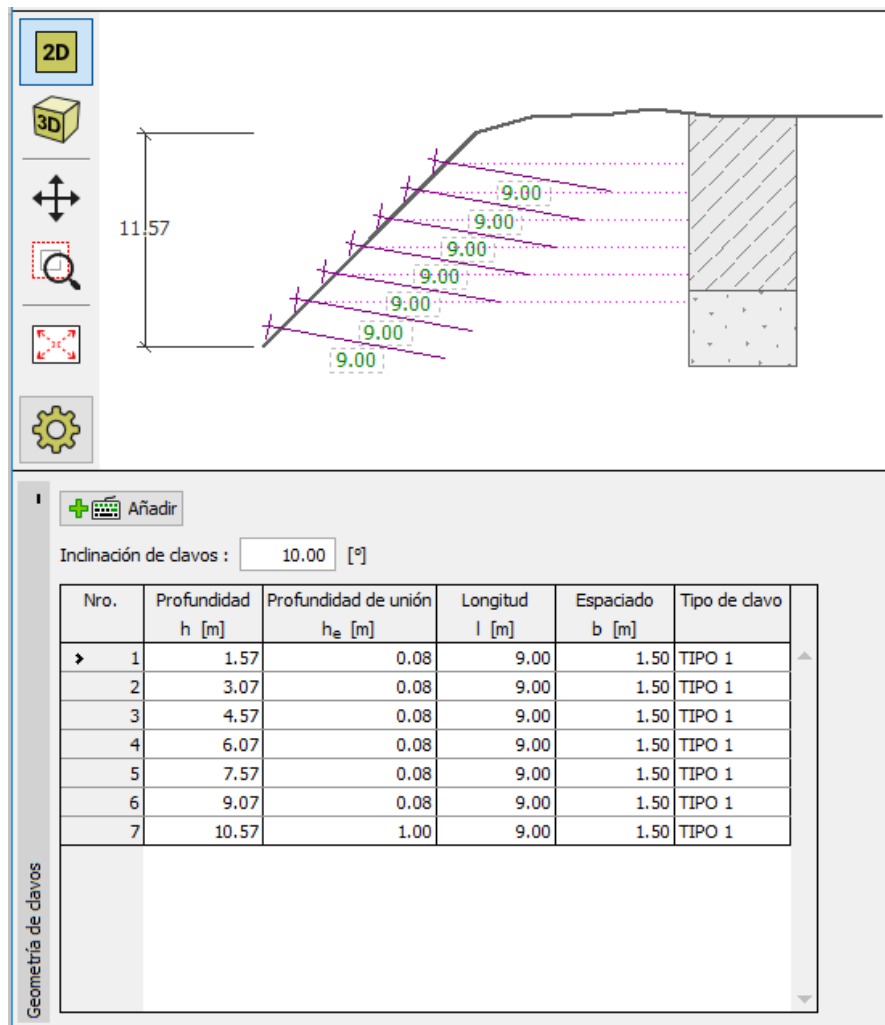 2D
3D
11.57
9.00
9.00
9.00
9.00
9.00
9.00
9.00
Añadir
Inclinación de clavos : 10.00 [°]
Nro. Profundidad Profundidad de unión Longitud Espaciado Tipo de clavo
h [m] hₑ [m] l [m] b [m]
1 1.57 0.08 9.00 1.50 TIPO 1
2 3.07 0.08 9.00 1.50 TIPO 1
3 4.57 0.08 9.00 1.50 TIPO 1
4 6.07 0.08 9.00 1.50 TIPO 1
5 7.57 0.08 9.00 1.50 TIPO 1
6 9.07 0.08 9.00 1.50 TIPO 1
7 10.57 1.00 9.00 1.50 TIPO 1
Geometría de clavos